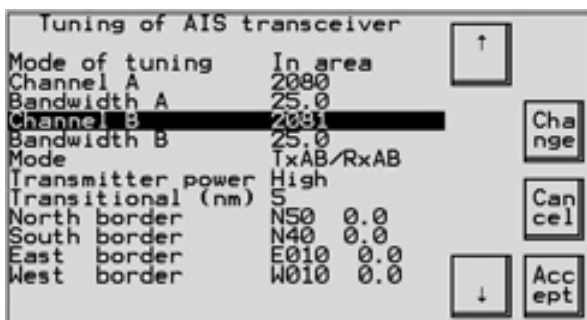 Tuning of AIS transceiver
↑
Mode of tuning In area
Channel A 2080
Bandwidth A 25.0
Channel B 2081
Bandwidth B 25.0
Mode TxAB/RxAB
Transmitter power High
Transitional (nm) 5
North border N50 0.0
South border N40 0.0
East border E010 0.0
West border W010 0.0
Cha
nge
Can
cel
↓
Acc
ept